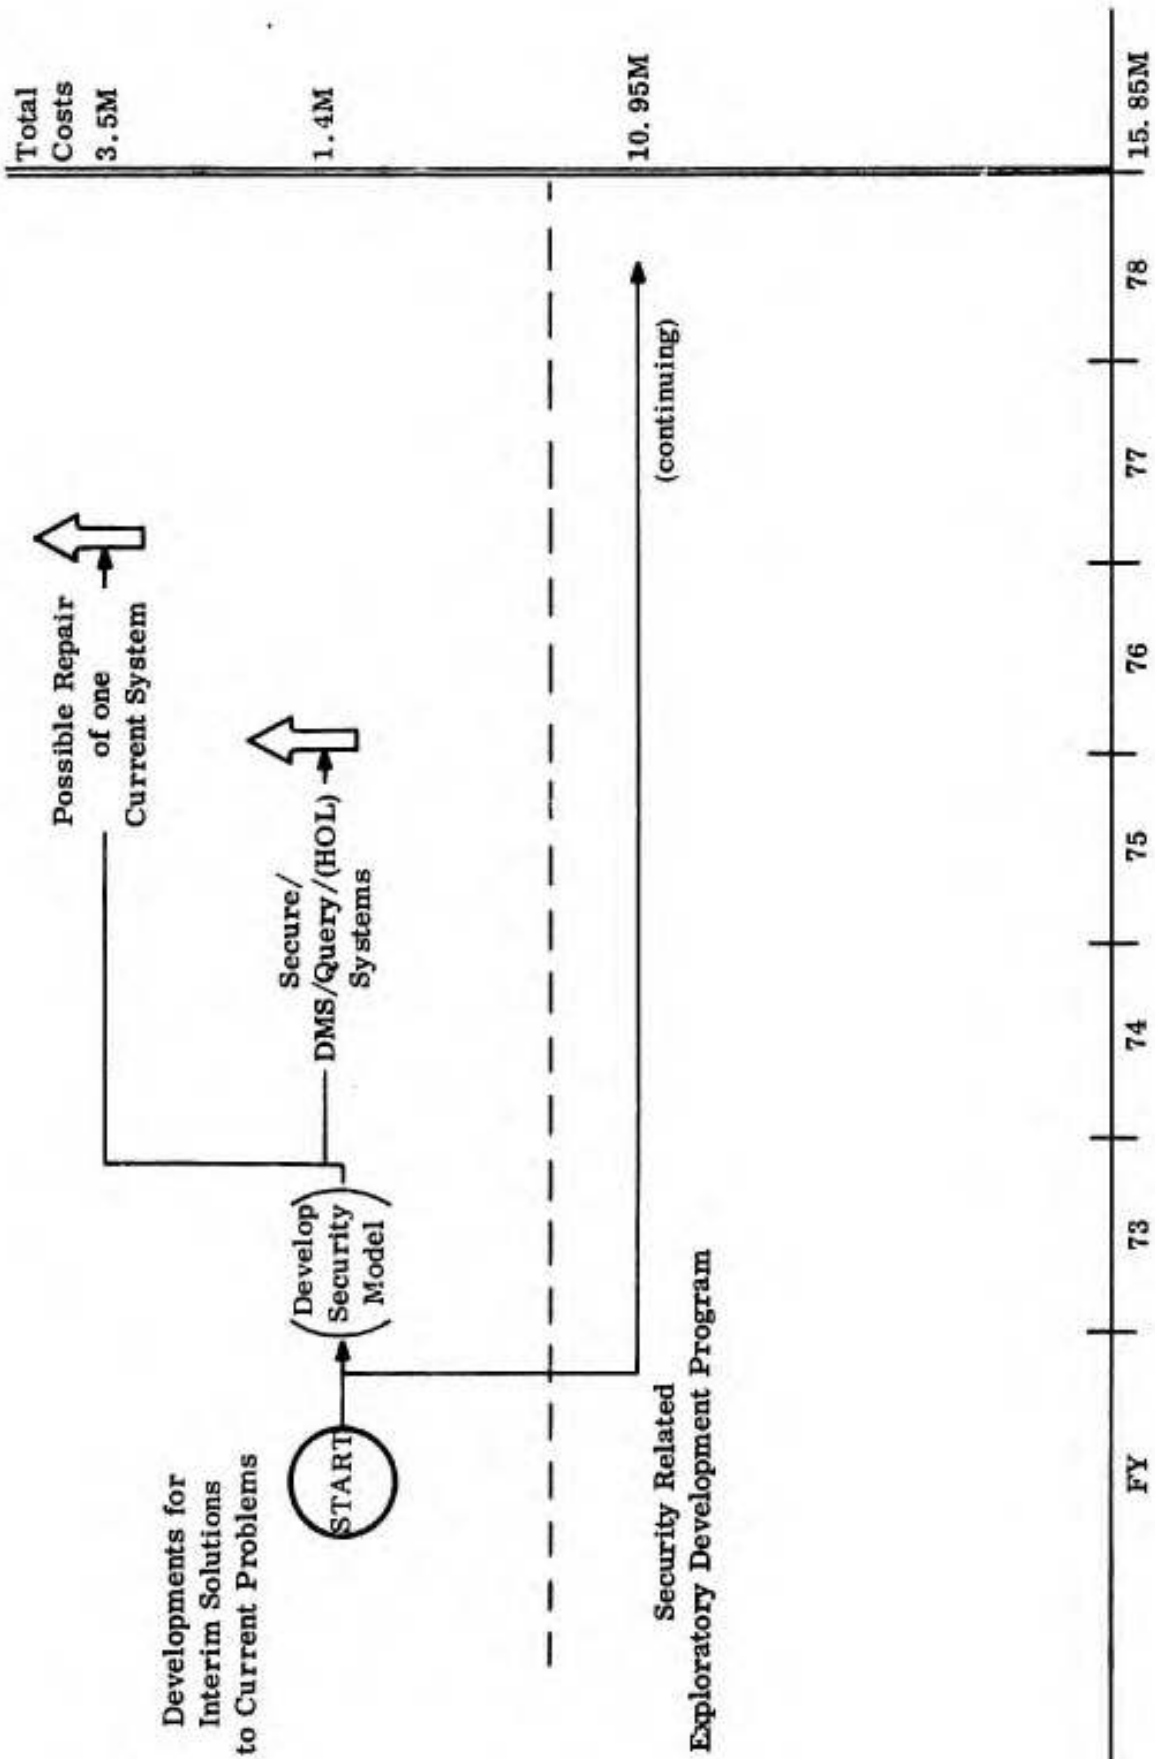 Total
Costs
3.5M
1.4M
10.95M
15.85M
Possible Repair
of one
Current System
Secure/
DMS/Query/(HOL)
Systems
Developments for
Interim Solutions
to Current Problems
START
(Develop
Security
Model)
(continuing)
Security Related
Exploratory Development Program
FY 73 74 75 76 77 78